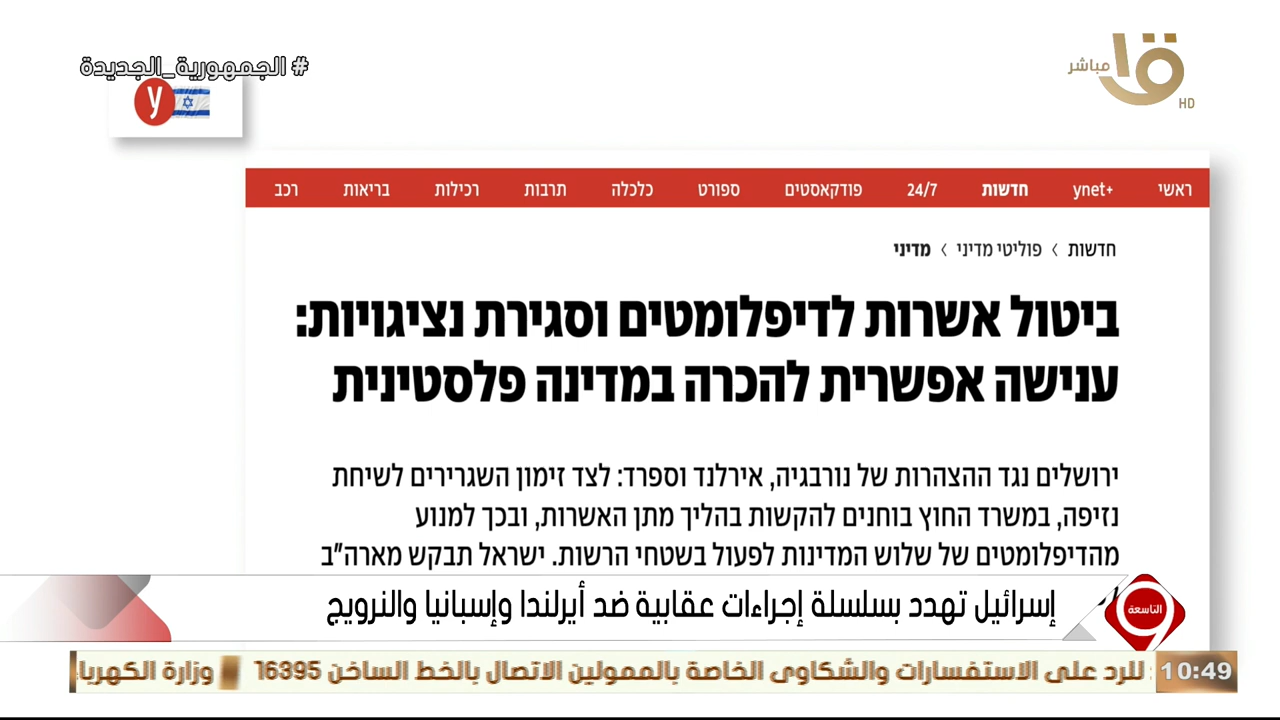 # الجمهورية_الجديدة
مباشر
HD
y
ראשי ynet+ חדשות 24/7 פודקאסטים ספורט כלכלה תרבות רכילות בריאות רכב
חדשות > פוליטי מדיני > מדיני
ביטול אשרות לדיפלומטים וסגירת נציגויות:
ענישה אפשרית להכרה במדינה פלסטינית
ירושלים נגד ההצהרות של נורבגיה, אירלנד וספרד: לצד זימון השגרירים לשיחת
נזיפה, במשרד החוץ בוחנים להקשות בהליך מתן האשרות, ובכך למנוע
מהדיפלומטים של שלוש המדינות לפעול בשטחי הרשות. ישראל תבקש מארה"ב
التاسعة
إسرائيل تهدد بسلسلة إجراءات عقابية ضد أيرلندا وإسبانيا والنرويج
10:49
للرد على الاستفسارات والشكاوى الخاصة بالممولين الاتصال بالخط الساخن 16395 وزارة